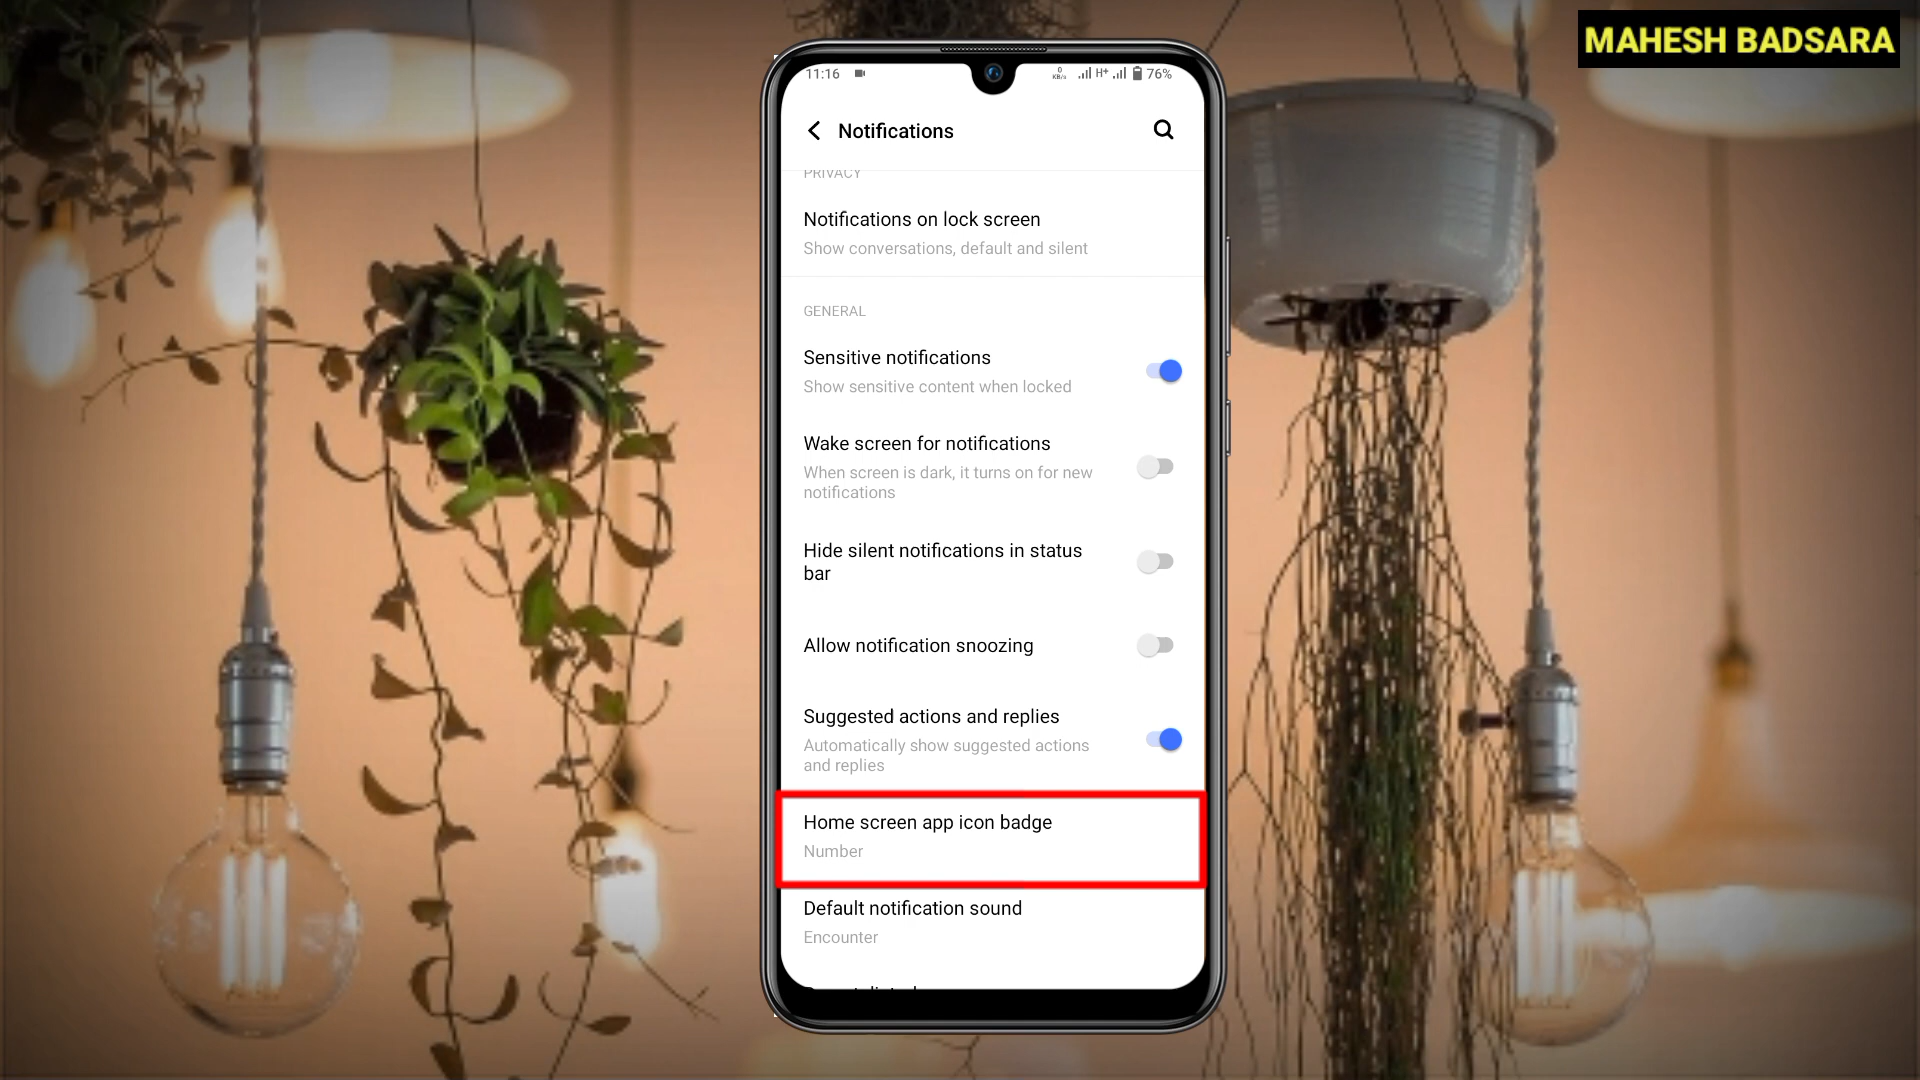 MAHESH BADSARA
11:16
0
KB/s
H+
76%
Notifications
PRIVACY
Notifications on lock screen
Show conversations, default and silent
GENERAL
Sensitive notifications
Show sensitive content when locked
Wake screen for notifications
When screen is dark, it turns on for new
notifications
Hide silent notifications in status
bar
Allow notification snoozing
Suggested actions and replies
Automatically show suggested actions
and replies
Home screen app icon badge
Number
Default notification sound
Encounter